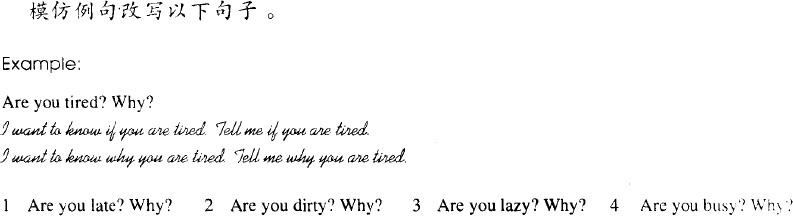 模仿例句改写以下句子。
Example:
Are you tired? Why?
I want to know if you are tired. Tell me if you are tired.
I want to know why you are tired. Tell me why you are tired.
1 Are you late? Why? 2 Are you dirty? Why? 3 Are you lazy? Why? 4 Are you busy? Why?